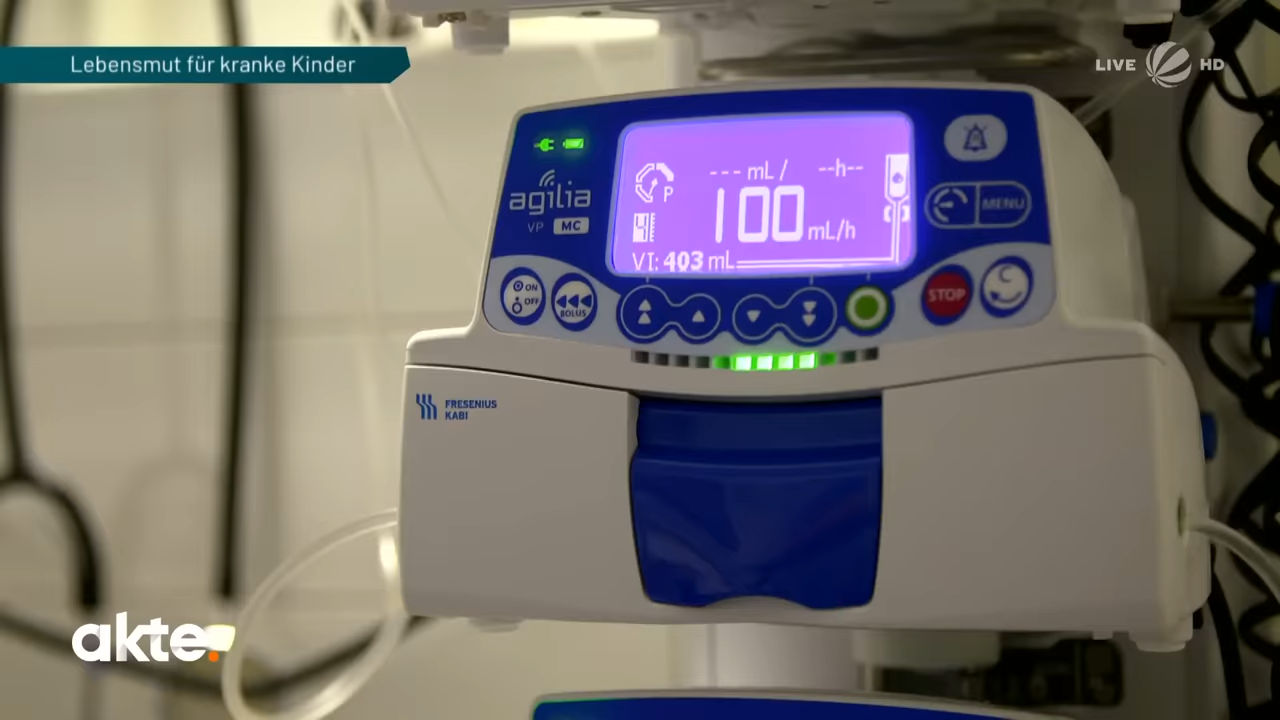 Lebensmut für kranke Kinder
LIVE HD
agilia
VP MC
P
--- mL / --h--
100 mL/h
VI: 403 mL
MENU
ON
OFF
BOLUS
STOP
C
FRESENIUS
KABI
akte.